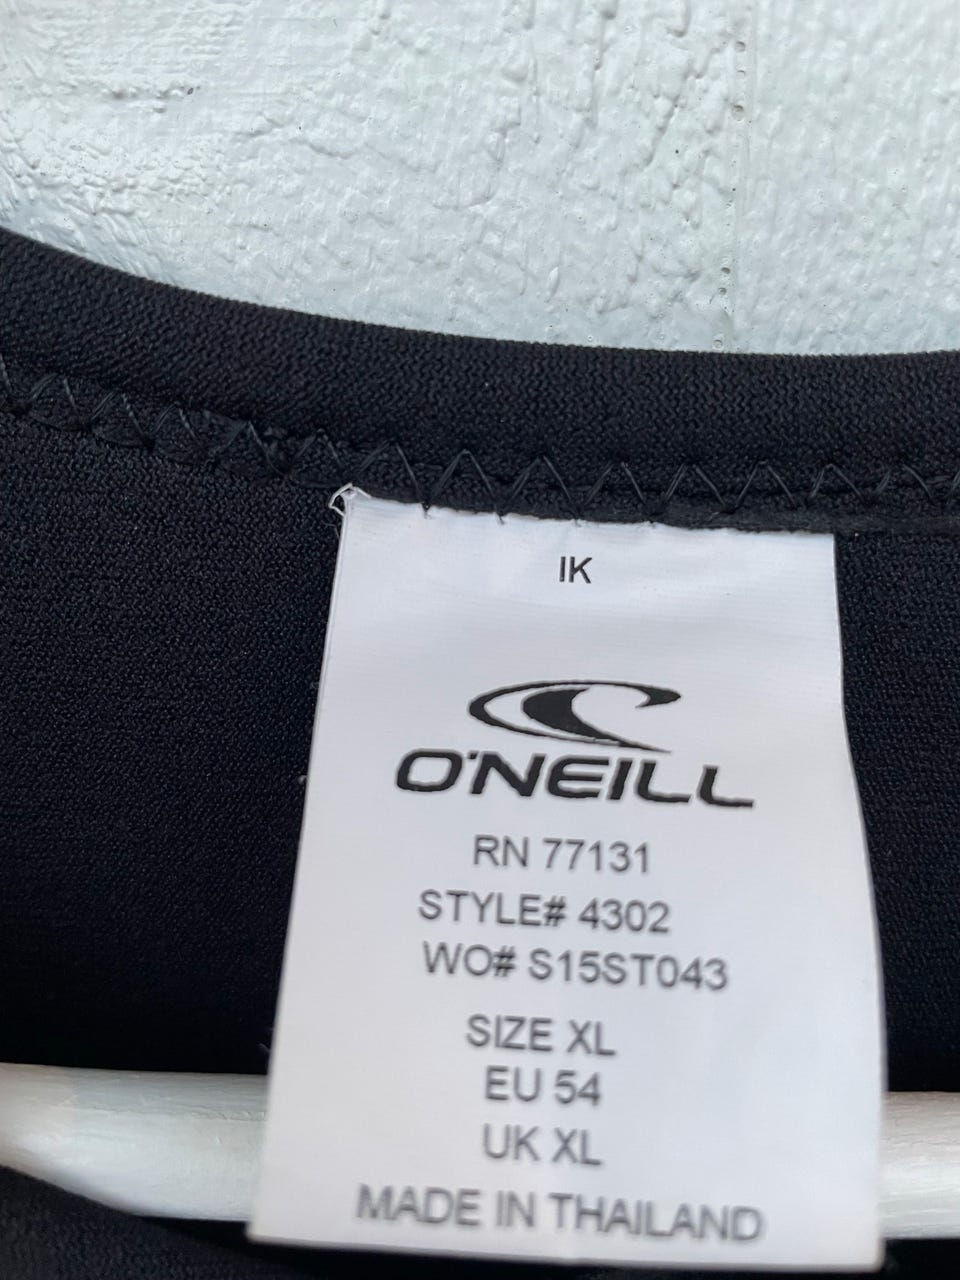 IK
O'NEILL
RN 77131
STYLE# 4302
WO# S15ST043
SIZE XL
EU 54
UK XL
MADE IN THAILAND